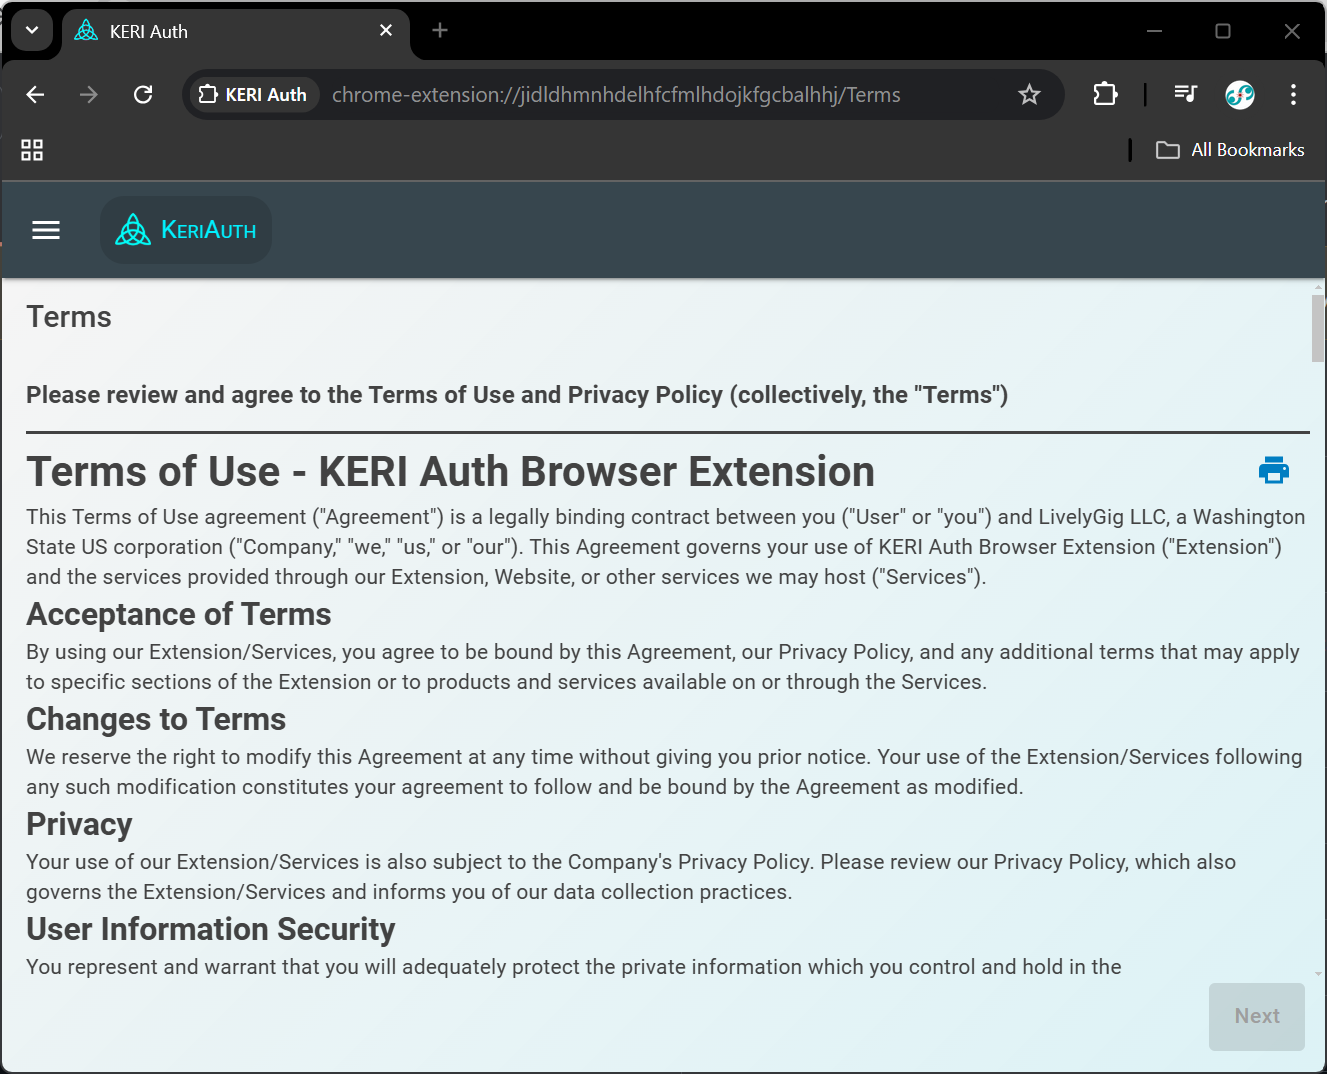 KERI Auth
KERI Auth chrome-extension://jidldhmnhdelhfcfmlhdojkfgcbalhhj/Terms
All Bookmarks
KeriAuth
Terms
Please review and agree to the Terms of Use and Privacy Policy (collectively, the "Terms")
Terms of Use - KERI Auth Browser Extension
This Terms of Use agreement ("Agreement") is a legally binding contract between you ("User" or "you") and LivelyGig LLC, a Washington
State US corporation ("Company," "we," "us," or "our"). This Agreement governs your use of KERI Auth Browser Extension ("Extension")
and the services provided through our Extension, Website, or other services we may host ("Services").
Acceptance of Terms
By using our Extension/Services, you agree to be bound by this Agreement, our Privacy Policy, and any additional terms that may apply
to specific sections of the Extension or to products and services available on or through the Services.
Changes to Terms
We reserve the right to modify this Agreement at any time without giving you prior notice. Your use of the Extension/Services following
any such modification constitutes your agreement to follow and be bound by the Agreement as modified.
Privacy
Your use of our Extension/Services is also subject to the Company's Privacy Policy. Please review our Privacy Policy, which also
governs the Extension/Services and informs you of our data collection practices.
User Information Security
You represent and warrant that you will adequately protect the private information which you control and hold in the
Next